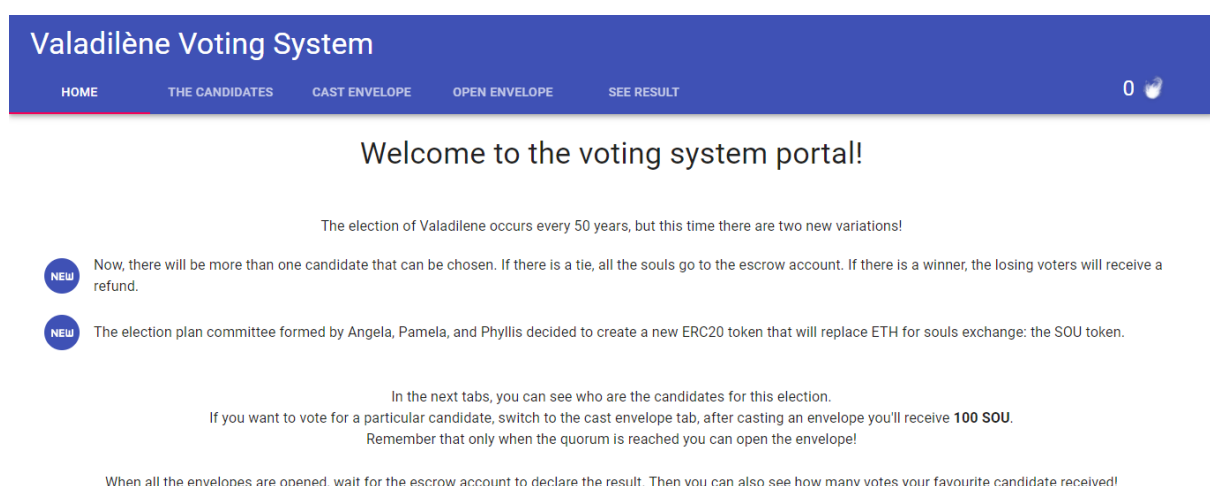 Valadilène Voting System
HOME THE CANDIDATES CAST ENVELOPE OPEN ENVELOPE SEE RESULT 0
Welcome to the voting system portal!
The election of Valadilene occurs every 50 years, but this time there are two new variations!
NEW Now, there will be more than one candidate that can be chosen. If there is a tie, all the souls go to the escrow account. If there is a winner, the losing voters will receive a
refund.
NEW The election plan committee formed by Angela, Pamela, and Phyllis decided to create a new ERC20 token that will replace ETH for souls exchange: the SOU token.
In the next tabs, you can see who are the candidates for this election.
If you want to vote for a particular candidate, switch to the cast envelope tab, after casting an envelope you'll receive 100 SOU.
Remember that only when the quorum is reached you can open the envelope!
When all the envelopes are opened, wait for the escrow account to declare the result. Then you can also see how many votes your favourite candidate received!